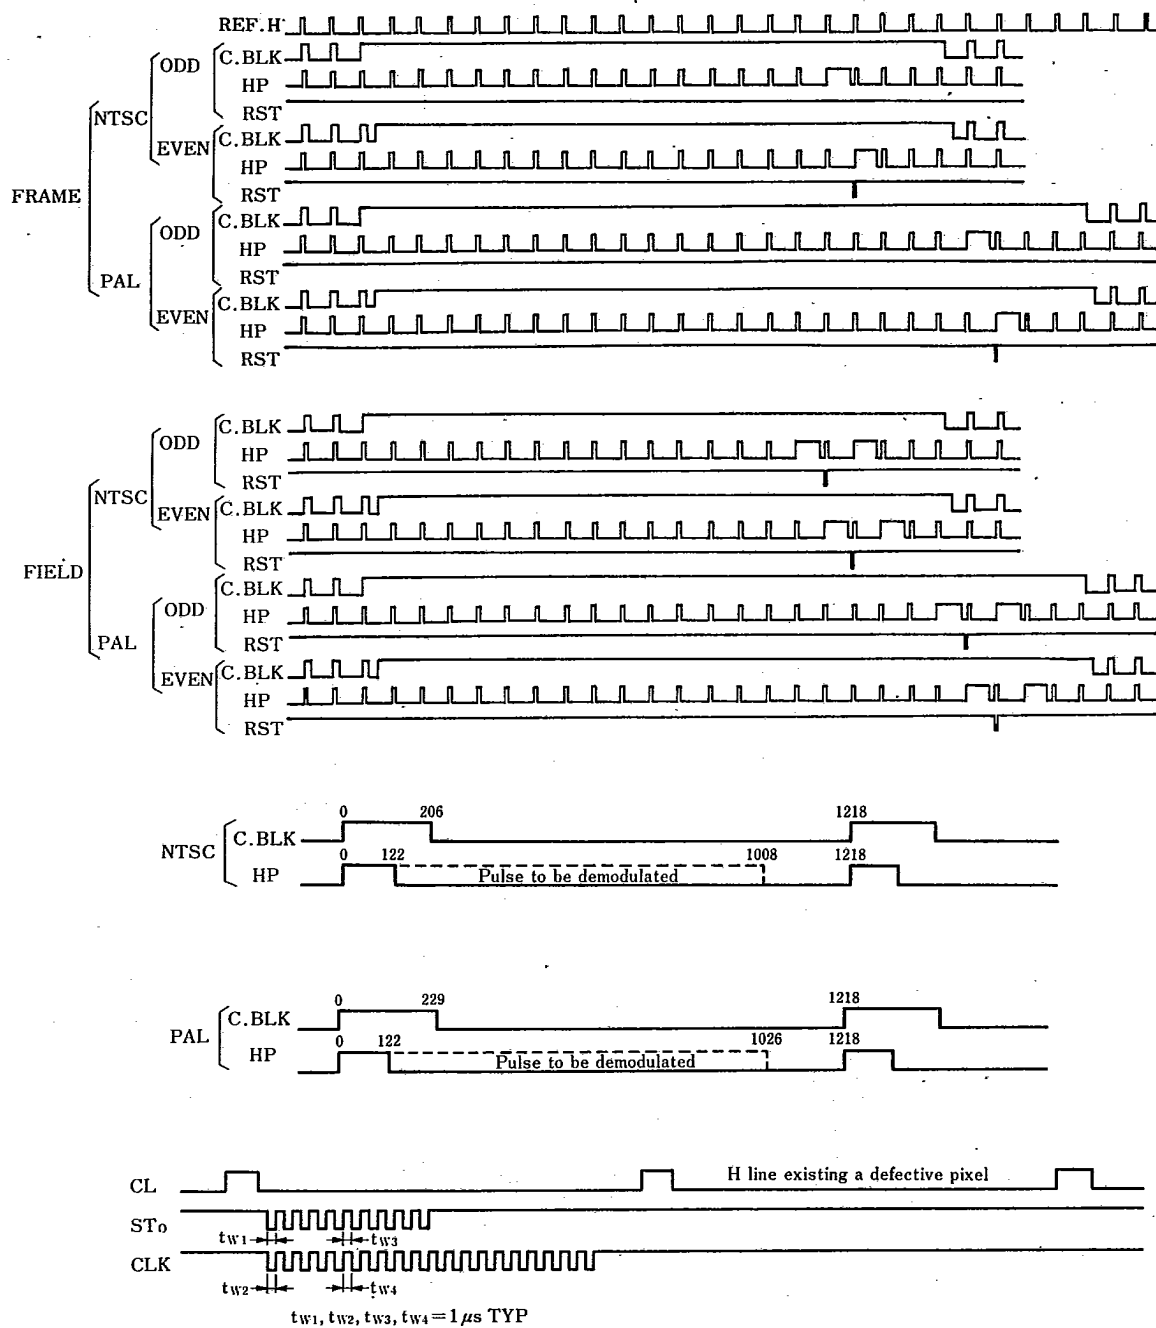 REF.H
C.BLK
ODD
HP
RST
NTSC
C.BLK
EVEN
HP
RST
FRAME
C.BLK
ODD
HP
RST
PAL
C.BLK
EVEN
HP
RST
C.BLK
ODD
HP
RST
NTSC
C.BLK
EVEN
HP
RST
FIELD
C.BLK
ODD
HP
RST
PAL
C.BLK
EVEN
HP
RST
0 206 1218
C.BLK
NTSC
0 122 1008 1218
HP Pulse to be demodulated
0 229 1218
C.BLK
PAL
0 122 1026 1218
HP Pulse to be demodulated
CL H line existing a defective pixel
STo
tw1 tw3
CLK
tw2 tw4
tw1, tw2, tw3, tw4=1μs TYP